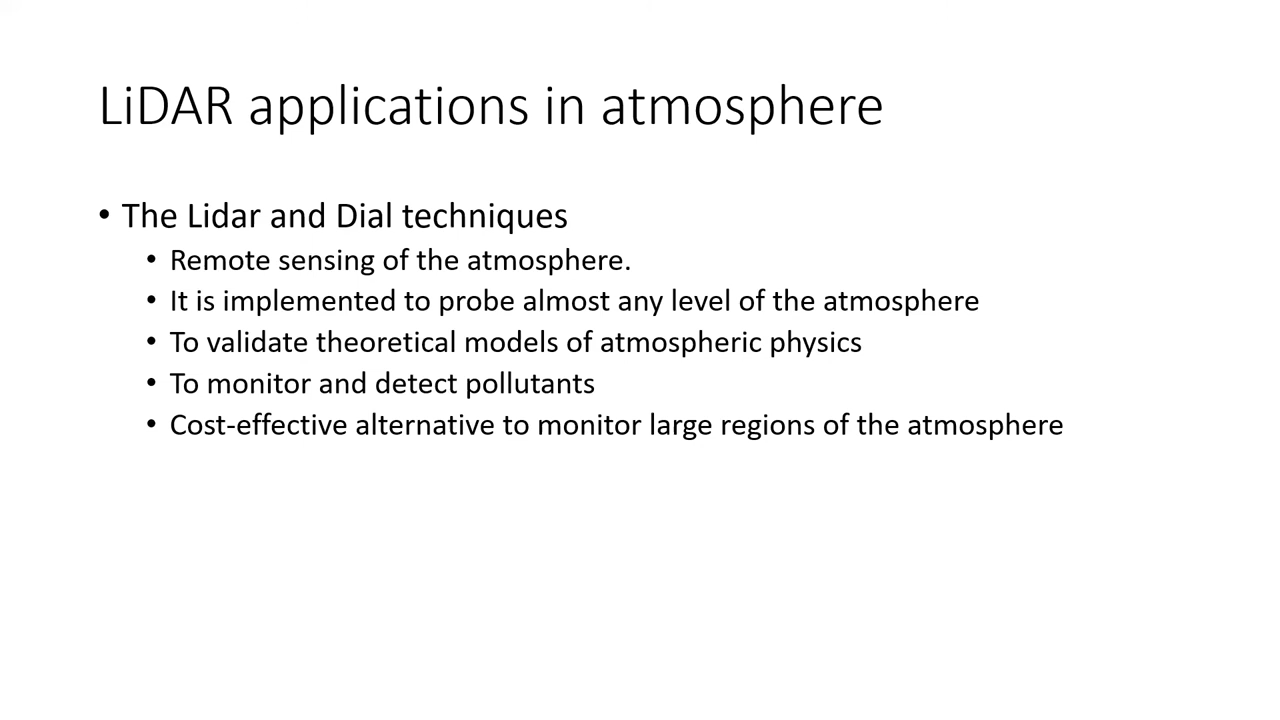 LiDAR applications in atmosphere
• The Lidar and Dial techniques
• Remote sensing of the atmosphere.
• It is implemented to probe almost any level of the atmosphere
• To validate theoretical models of atmospheric physics
• To monitor and detect pollutants
• Cost-effective alternative to monitor large regions of the atmosphere